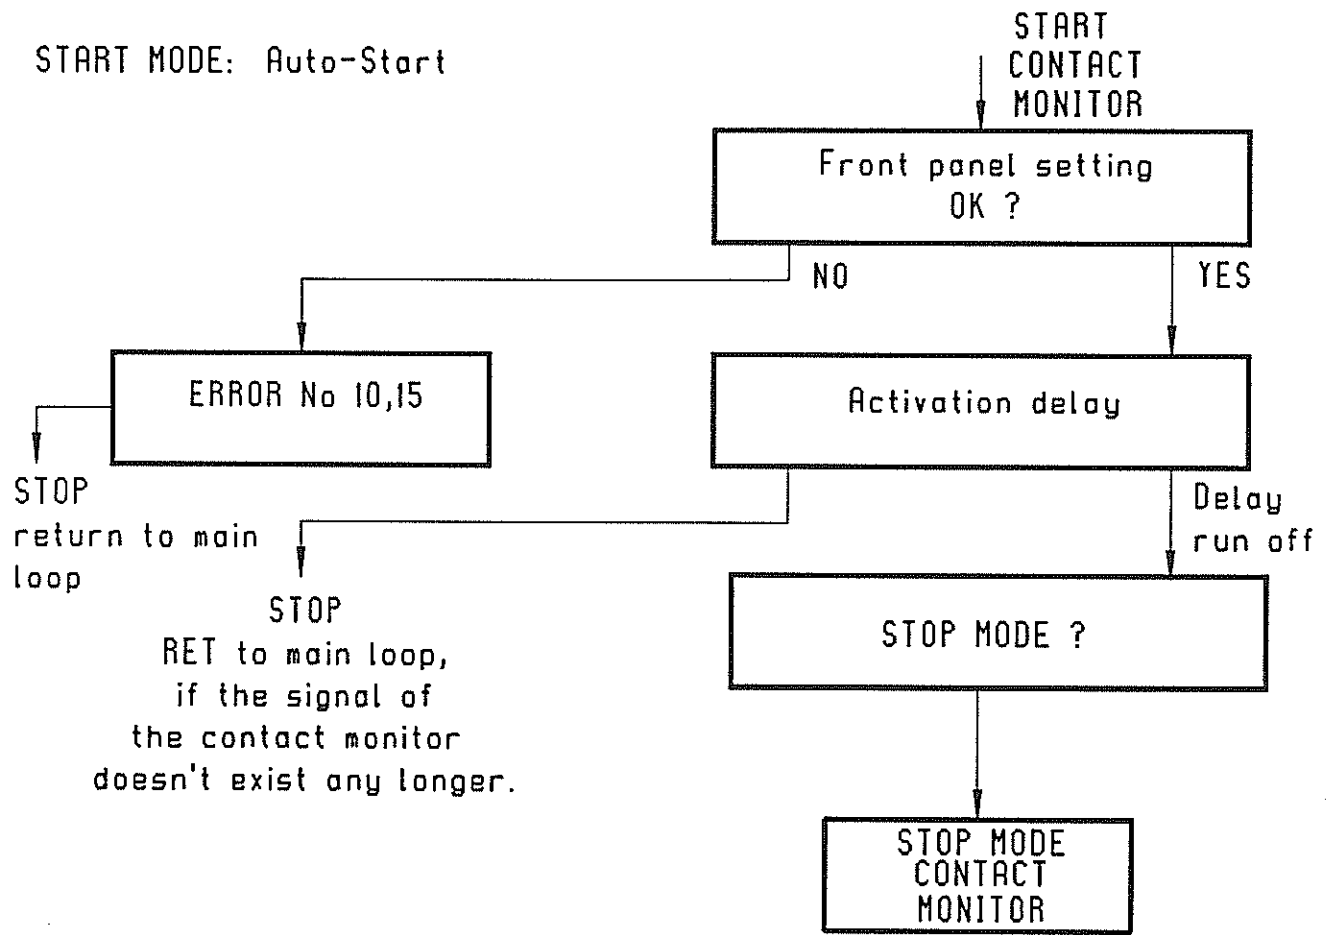 START MODE: Auto-Start
START
CONTACT
MONITOR
Front panel setting
OK ?
NO
YES
ERROR No 10,15
Activation delay
STOP
return to main
loop
Delay
run off
STOP
RET to main loop,
if the signal of
the contact monitor
doesn't exist any longer.
STOP MODE ?
STOP MODE
CONTACT
MONITOR